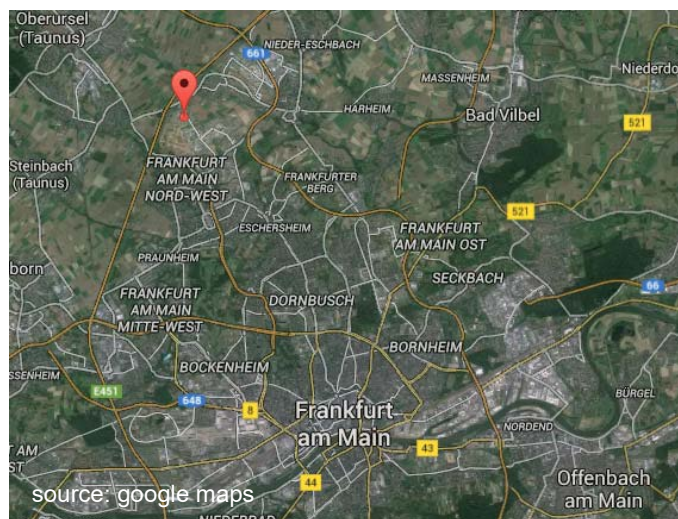 Oberursel
(Taunus)
NIEDER-ESCHBACH
661
MASSENHEIM
Niederdo
HARHEIM
Bad Vilbel
521
Steinbach
(Taunus)
FRANKFURT
AM MAIN
NORD-WEST
FRANKFURTER
BERG
521
ESCHERSHEIM
FRANKFURT
AM MAIN OST
PRAUNHEIM
born
SECKBACH
66
FRANKFURT
AM MAIN
MITTE-WEST
DORNBUSCH
BORNHEIM
SSENHEIM
BOCKENHEIM
E451
648
8
BÜRGEL
Frankfurt
am Main
NORDEND
43
T AM
ST
44
Offenbach
am Main
source: google maps
NIEDERRAD